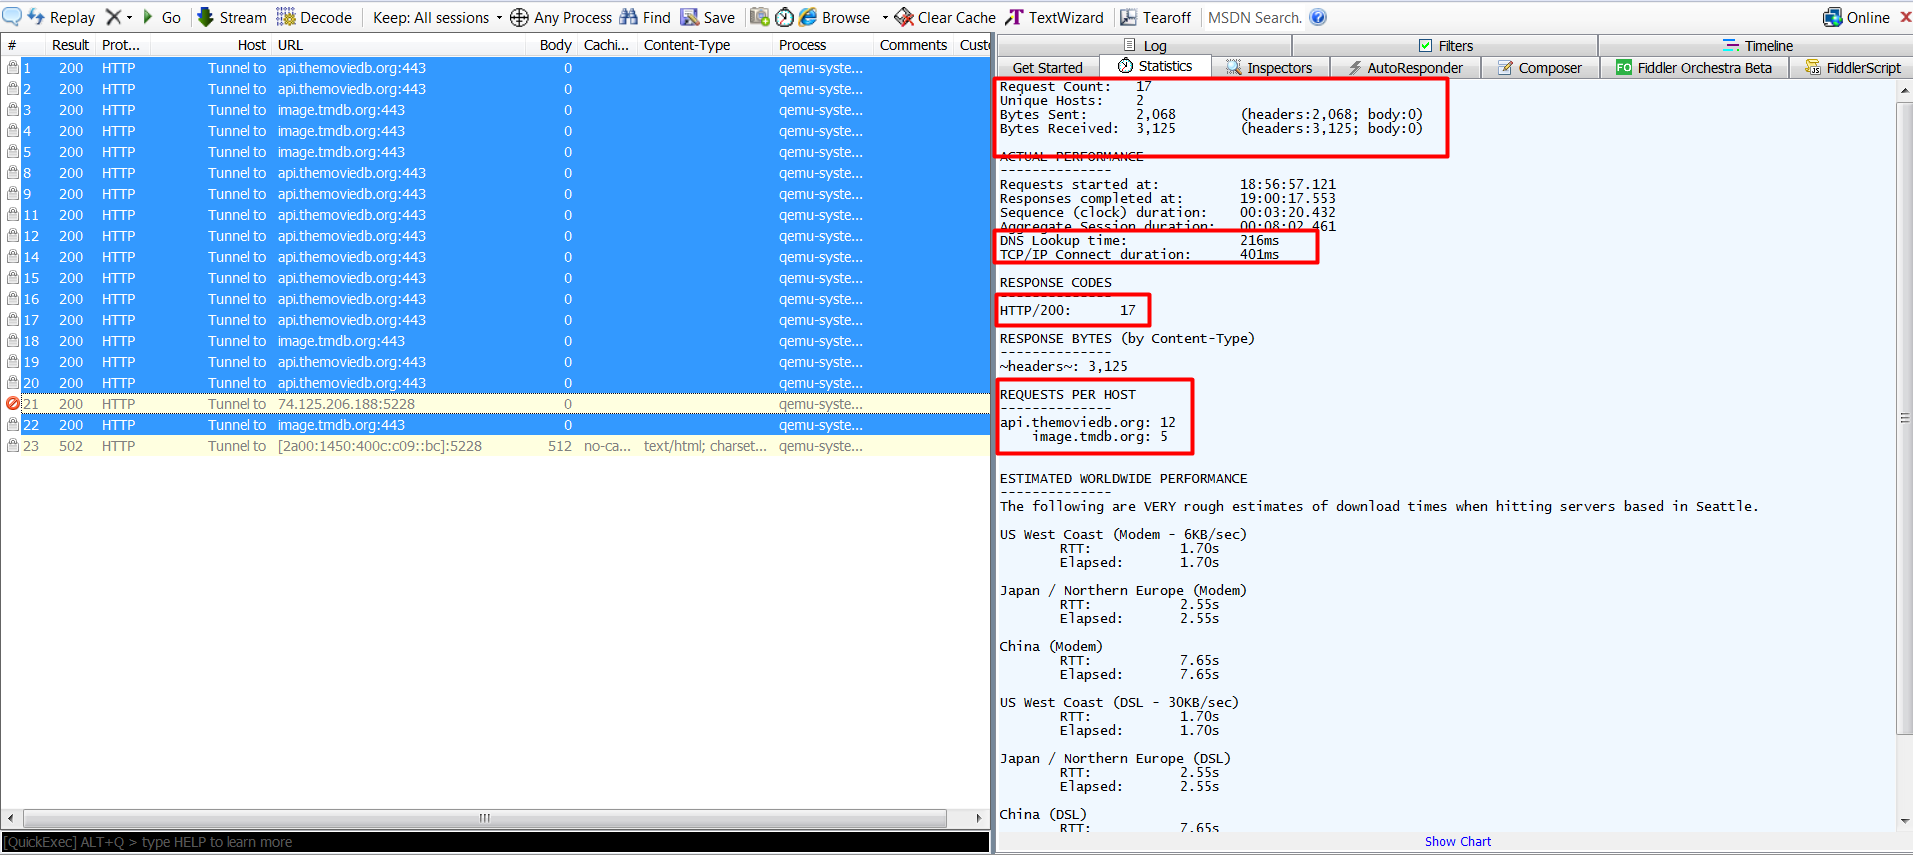 Replay X Go Stream Decode Keep: All sessions Any Process Find Save Browse Clear Cache TextWizard Tearoff MSDN Search. Online X
# Result Prot... Host URL Body Cachi... Content-Type Process Comments Custo
1 200 HTTP Tunnel to api.themoviedb.org:443 0 qemu-syste...
2 200 HTTP Tunnel to api.themoviedb.org:443 0 qemu-syste...
3 200 HTTP Tunnel to image.tmdb.org:443 0 qemu-syste...
4 200 HTTP Tunnel to image.tmdb.org:443 0 qemu-syste...
5 200 HTTP Tunnel to image.tmdb.org:443 0 qemu-syste...
8 200 HTTP Tunnel to api.themoviedb.org:443 0 qemu-syste...
9 200 HTTP Tunnel to api.themoviedb.org:443 0 qemu-syste...
11 200 HTTP Tunnel to api.themoviedb.org:443 0 qemu-syste...
12 200 HTTP Tunnel to api.themoviedb.org:443 0 qemu-syste...
14 200 HTTP Tunnel to api.themoviedb.org:443 0 qemu-syste...
15 200 HTTP Tunnel to api.themoviedb.org:443 0 qemu-syste...
16 200 HTTP Tunnel to api.themoviedb.org:443 0 qemu-syste...
17 200 HTTP Tunnel to api.themoviedb.org:443 0 qemu-syste...
18 200 HTTP Tunnel to image.tmdb.org:443 0 qemu-syste...
19 200 HTTP Tunnel to api.themoviedb.org:443 0 qemu-syste...
20 200 HTTP Tunnel to api.themoviedb.org:443 0 qemu-syste...
21 200 HTTP Tunnel to 74.125.206.188:5228 0 qemu-syste...
22 200 HTTP Tunnel to image.tmdb.org:443 0 qemu-syste...
23 502 HTTP Tunnel to [2a00:1450:400c:c09::bc]:5228 512 no-ca... text/html; charset... qemu-syste...
[QuickExec] ALT+Q > type HELP to learn more
Log Filters Timeline
Get Started Statistics Inspectors AutoResponder Composer FO Fiddler Orchestra Beta FiddlerScript
Request Count: 17
Unique Hosts: 2
Bytes Sent: 2,068 (headers:2,068; body:0)
Bytes Received: 3,125 (headers:3,125; body:0)
ACTUAL PERFORMANCE
--------------
Requests started at: 18:56:57.121
Responses completed at: 19:00:17.553
Sequence (clock) duration: 00:03:20.432
Aggregate Session duration: 00:08:02.461
DNS Lookup time: 216ms
TCP/IP Connect duration: 401ms
RESPONSE CODES
--------------
HTTP/200: 17
RESPONSE BYTES (by Content-Type)
--------------
~headers~: 3,125
REQUESTS PER HOST
--------------
api.themoviedb.org: 12
image.tmdb.org: 5
ESTIMATED WORLDWIDE PERFORMANCE
--------------
The following are VERY rough estimates of download times when hitting servers based in Seattle.
US West Coast (Modem - 6KB/sec)
RTT: 1.70s
Elapsed: 1.70s
Japan / Northern Europe (Modem)
RTT: 2.55s
Elapsed: 2.55s
China (Modem)
RTT: 7.65s
Elapsed: 7.65s
US West Coast (DSL - 30KB/sec)
RTT: 1.70s
Elapsed: 1.70s
Japan / Northern Europe (DSL)
RTT: 2.55s
Elapsed: 2.55s
China (DSL)
RTT: 7.65s
Show Chart